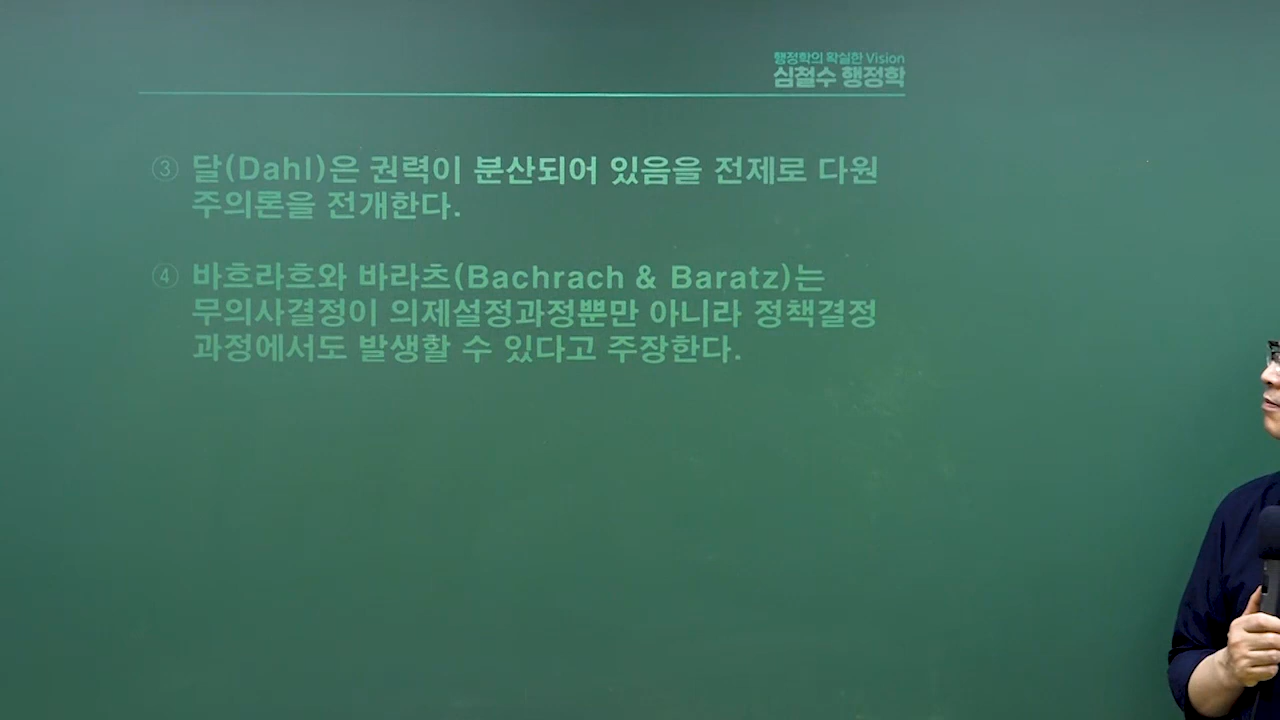 행정학의 확실한 Vision
심철수 행정학
③ 달(Dahl)은 권력이 분산되어 있음을 전제로 다원
주의론을 전개한다.
④ 바흐라흐와 바라츠(Bachrach & Baratz)는
무의사결정이 의제설정과정뿐만 아니라 정책결정
과정에서도 발생할 수 있다고 주장한다.